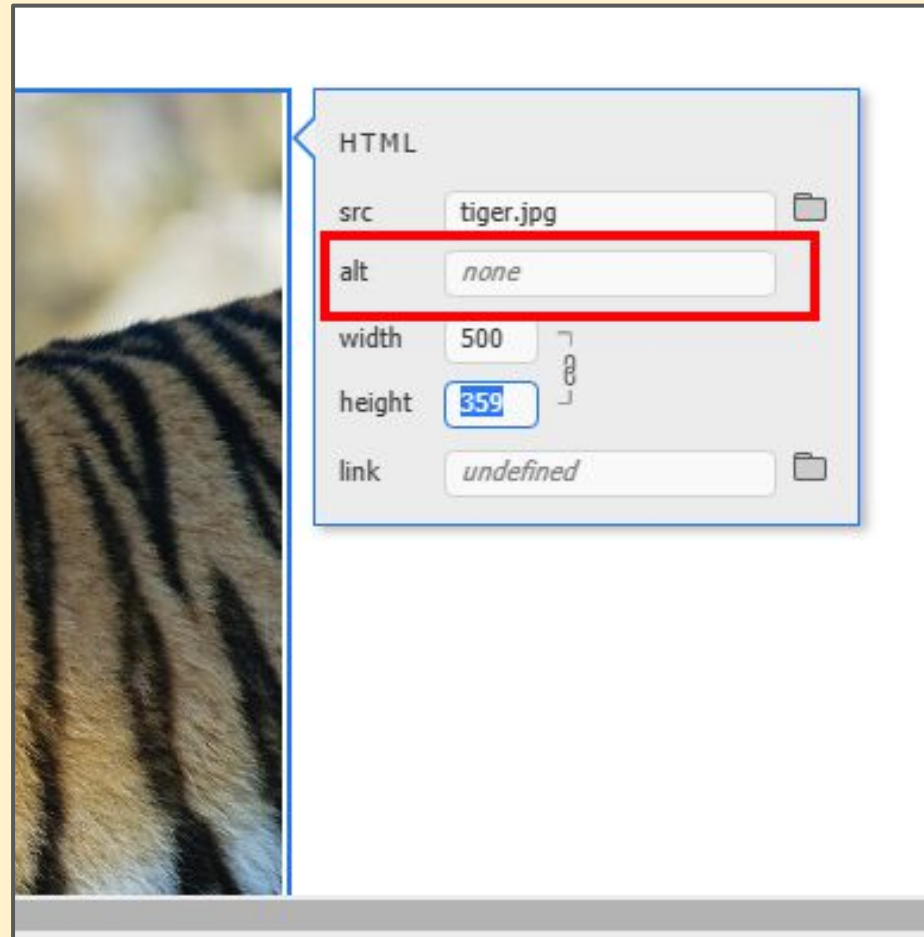 HTML
src tiger.jpg
alt none
width 500
height 359
link undefined